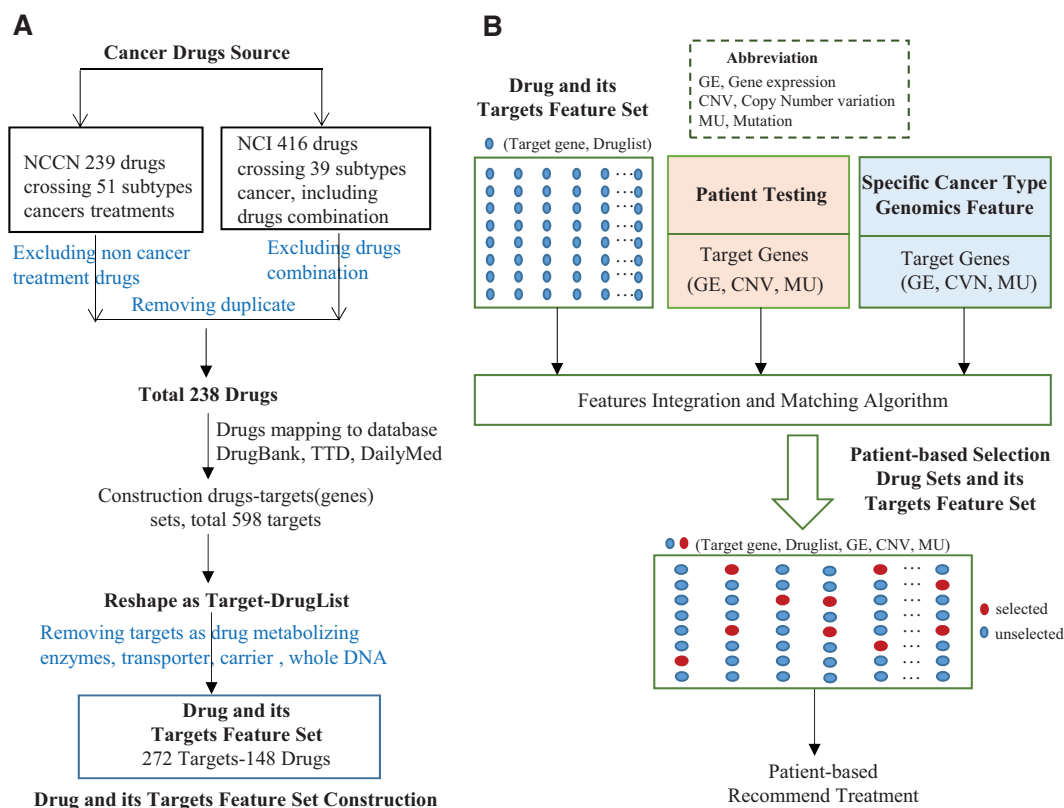 A
Cancer Drugs Source
NCCN 239 drugs
crossing 51 subtypes
cancers treatments
NCI 416 drugs
crossing 39 subtypes
cancer, including
drugs combination
Excluding non cancer
treatment drugs
Excluding drugs
combination
Removing duplicate
Total 238 Drugs
Drugs mapping to database
DrugBank, TTD, DailyMed
Construction drugs-targets(genes)
sets, total 598 targets
Reshape as Target-DrugList
Removing targets as drug metabolizing
enzymes, transporter, carrier , whole DNA
Drug and its
Targets Feature Set
272 Targets-148 Drugs
Drug and its Targets Feature Set Construction
B
Abbreviation
GE, Gene expression
CNV, Copy Number variation
MU, Mutation
Drug and its
Targets Feature Set
(Target gene, Druglist)
Patient Testing
Target Genes
(GE, CNV, MU)
Specific Cancer Type
Genomics Feature
Target Genes
(GE, CVN, MU)
Features Integration and Matching Algorithm
Patient-based Selection
Drug Sets and its
Targets Feature Set
(Target gene, Druglist, GE, CNV, MU)
selected
unselected
Patient-based
Recommend Treatment